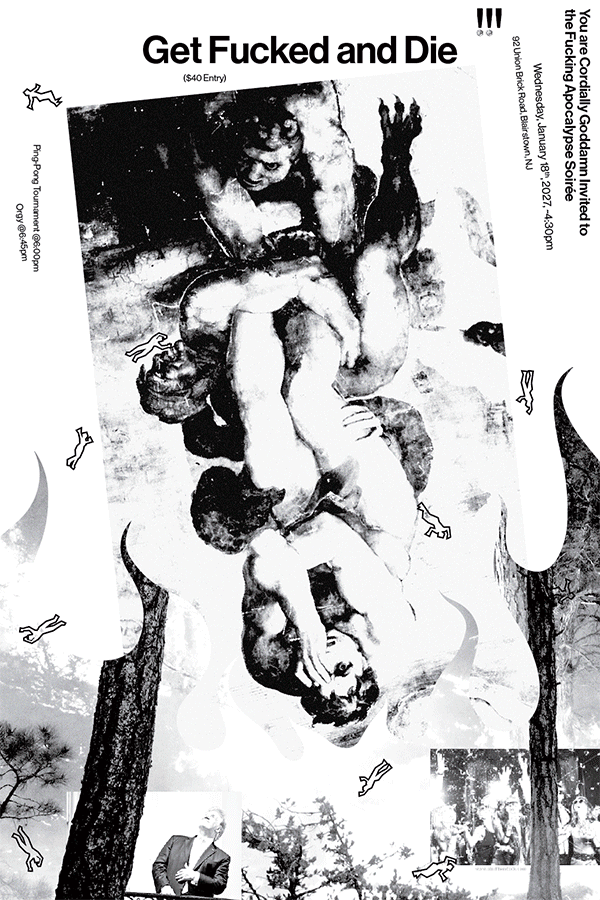 Get Fucked and Die
($40 Entry)
!!!
You are Cordially Goddamn Invited to
the Fucking Apocalypse Soirée
Wednesday, January 18th, 2027, -4:30pm
92 Union Brick Road, Blairstown, NJ
Ping-Pong Tournament @6:00pm
Orgy @6:45pm